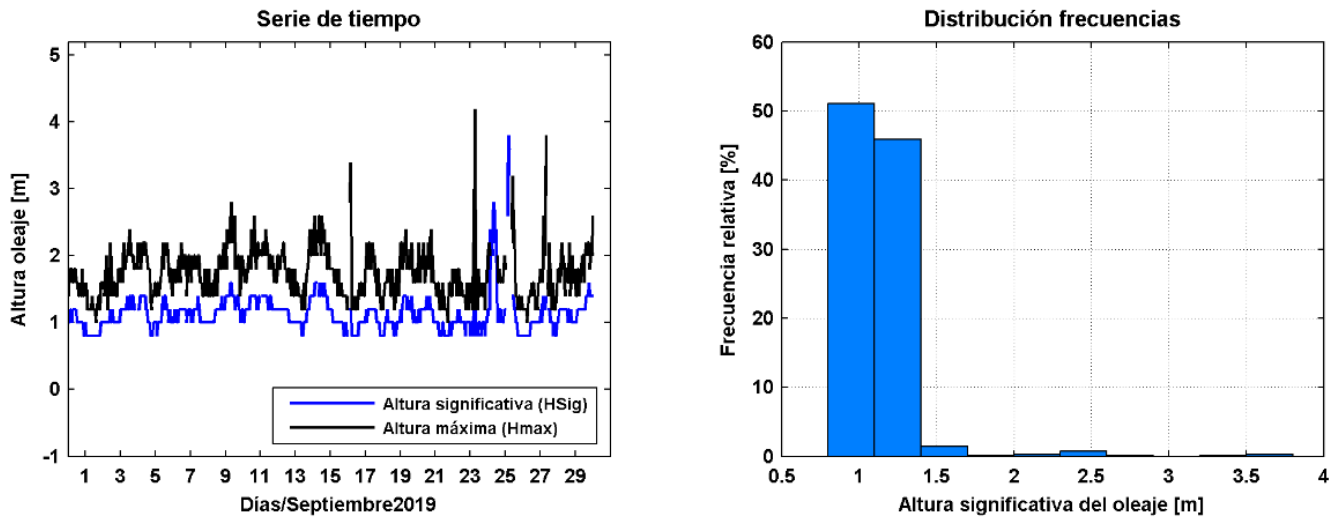 Serie de tiempo
5
4
3
2
1
0
-1
Altura oleaje [m]
Altura significativa (HSig)
Altura máxima (Hmax)
1 3 5 7 9 11 13 15 17 19 21 23 25 27 29
Días/Septiembre2019
Distribución frecuencias
60
50
40
30
20
10
0
Frecuencia relativa [%]
0.5 1 1.5 2 2.5 3 3.5 4
Altura significativa del oleaje [m]